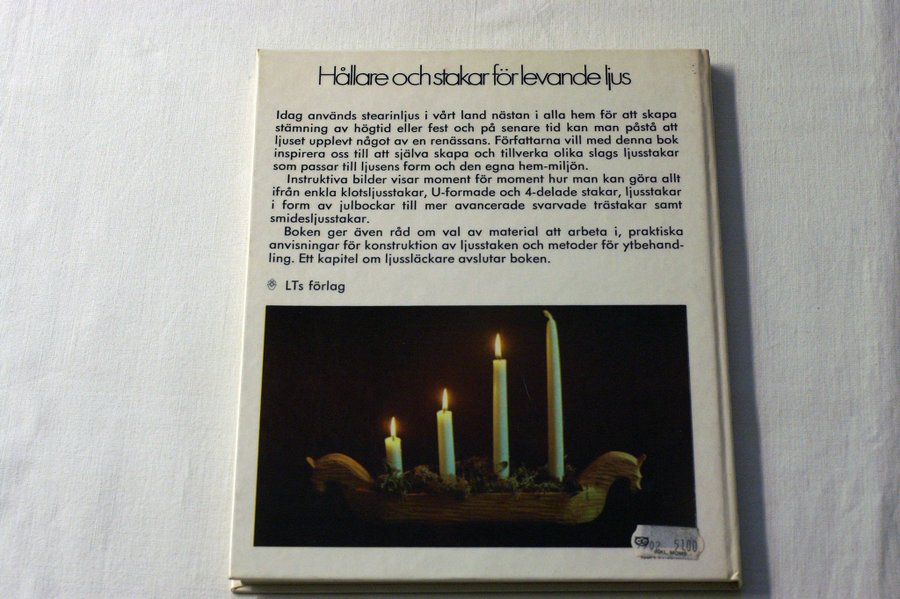 Hållare och stakar för levande ljus
Idag används stearinljus i vårt land nästan i alla hem för att skapa
stämning av högtid eller fest och på senare tid kan man påstå att
ljuset upplevt något av en renässans. Författarna vill med denna bok
inspirera oss till att själva skapa och tillverka olika slags ljusstakar
som passar till ljusens form och den egna hem-miljön.
Instruktiva bilder visar moment för moment hur man kan göra allt
ifrån enkla klotsljusstakar, U-formade och 4-delade stakar, ljusstakar
i form av julbockar till mer avancerade svarvade trästakar samt
smidesljusstakar.
Boken ger även råd om val av material att arbeta i, praktiska
anvisningar för konstruktion av ljusstaken och metoder för ytbehand-
ling. Ett kapitel om ljussläckare avslutar boken.
LTs förlag
5100
INKL. MOMS